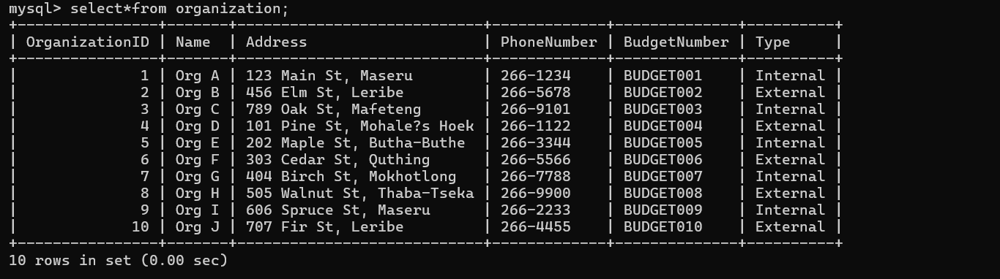 mysql> select*from organization;
+----------------+-------+----------------------------+-------------+--------------+----------+
| OrganizationID | Name  | Address                    | PhoneNumber | BudgetNumber | Type     |
+----------------+-------+----------------------------+-------------+--------------+----------+
|              1 | Org A | 123 Main St, Maseru        | 266-1234    | BUDGET001    | Internal |
|              2 | Org B | 456 Elm St, Leribe         | 266-5678    | BUDGET002    | External |
|              3 | Org C | 789 Oak St, Mafeteng       | 266-9101    | BUDGET003    | Internal |
|              4 | Org D | 101 Pine St, Mohale?s Hoek | 266-1122    | BUDGET004    | External |
|              5 | Org E | 202 Maple St, Butha-Buthe  | 266-3344    | BUDGET005    | Internal |
|              6 | Org F | 303 Cedar St, Quthing      | 266-5566    | BUDGET006    | External |
|              7 | Org G | 404 Birch St, Mokhotlong   | 266-7788    | BUDGET007    | Internal |
|              8 | Org H | 505 Walnut St, Thaba-Tseka | 266-9900    | BUDGET008    | External |
|              9 | Org I | 606 Spruce St, Maseru      | 266-2233    | BUDGET009    | Internal |
|             10 | Org J | 707 Fir St, Leribe         | 266-4455    | BUDGET010    | External |
+----------------+-------+----------------------------+-------------+--------------+----------+
10 rows in set (0.00 sec)